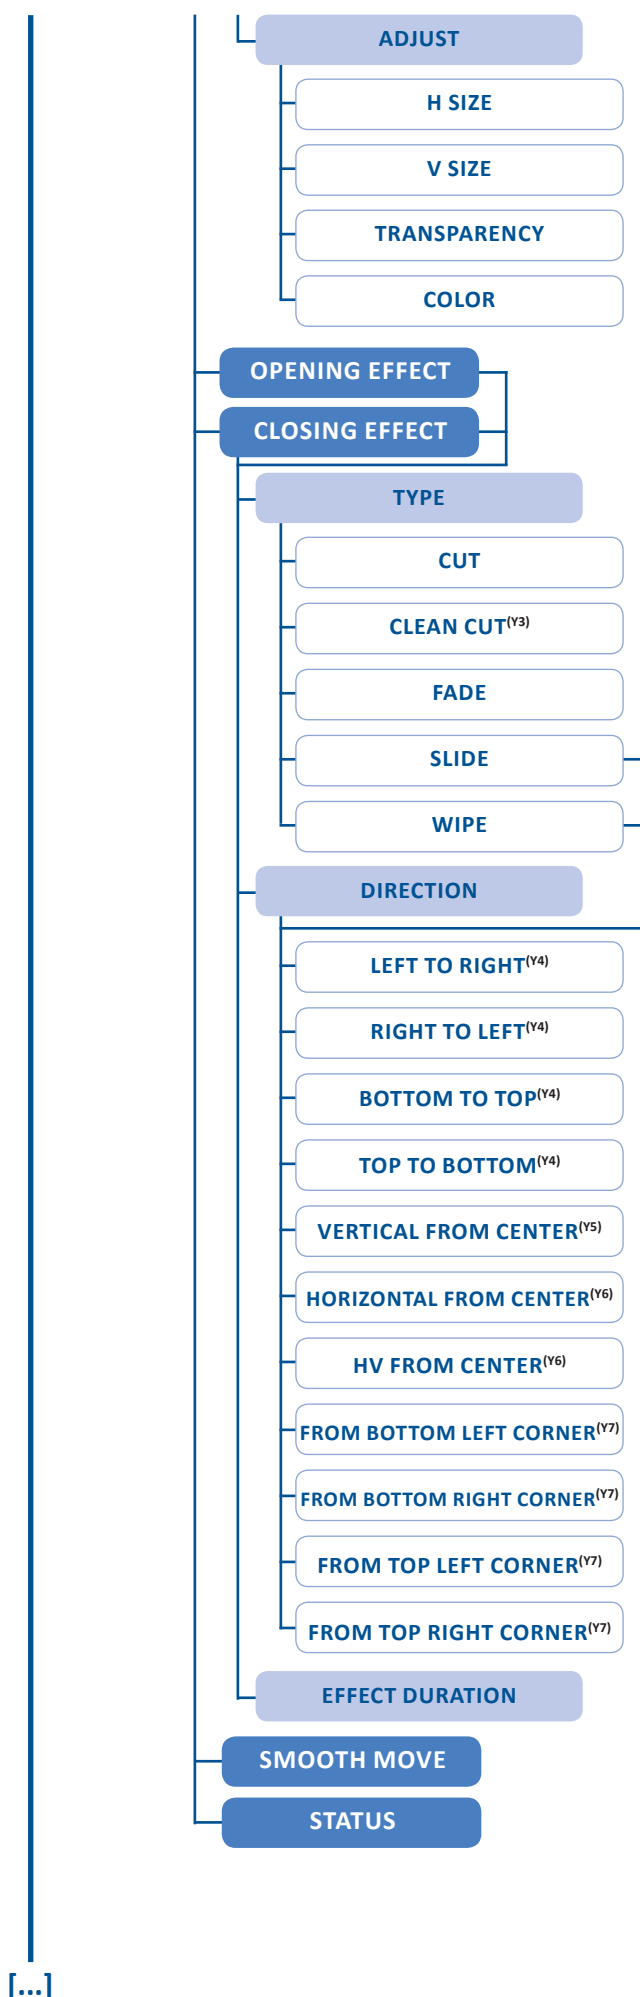 ADJUST
H SIZE
V SIZE
TRANSPARENCY
COLOR
OPENING EFFECT
CLOSING EFFECT
TYPE
CUT
CLEAN CUT(Y3)
FADE
SLIDE
WIPE
DIRECTION
LEFT TO RIGHT(Y4)
RIGHT TO LEFT(Y4)
BOTTOM TO TOP(Y4)
TOP TO BOTTOM(Y4)
VERTICAL FROM CENTER(Y5)
HORIZONTAL FROM CENTER(Y6)
HV FROM CENTER(Y6)
FROM BOTTOM LEFT CORNER(Y7)
FROM BOTTOM RIGHT CORNER(Y7)
FROM TOP LEFT CORNER(Y7)
FROM TOP RIGHT CORNER(Y7)
EFFECT DURATION
SMOOTH MOVE
STATUS
[...]